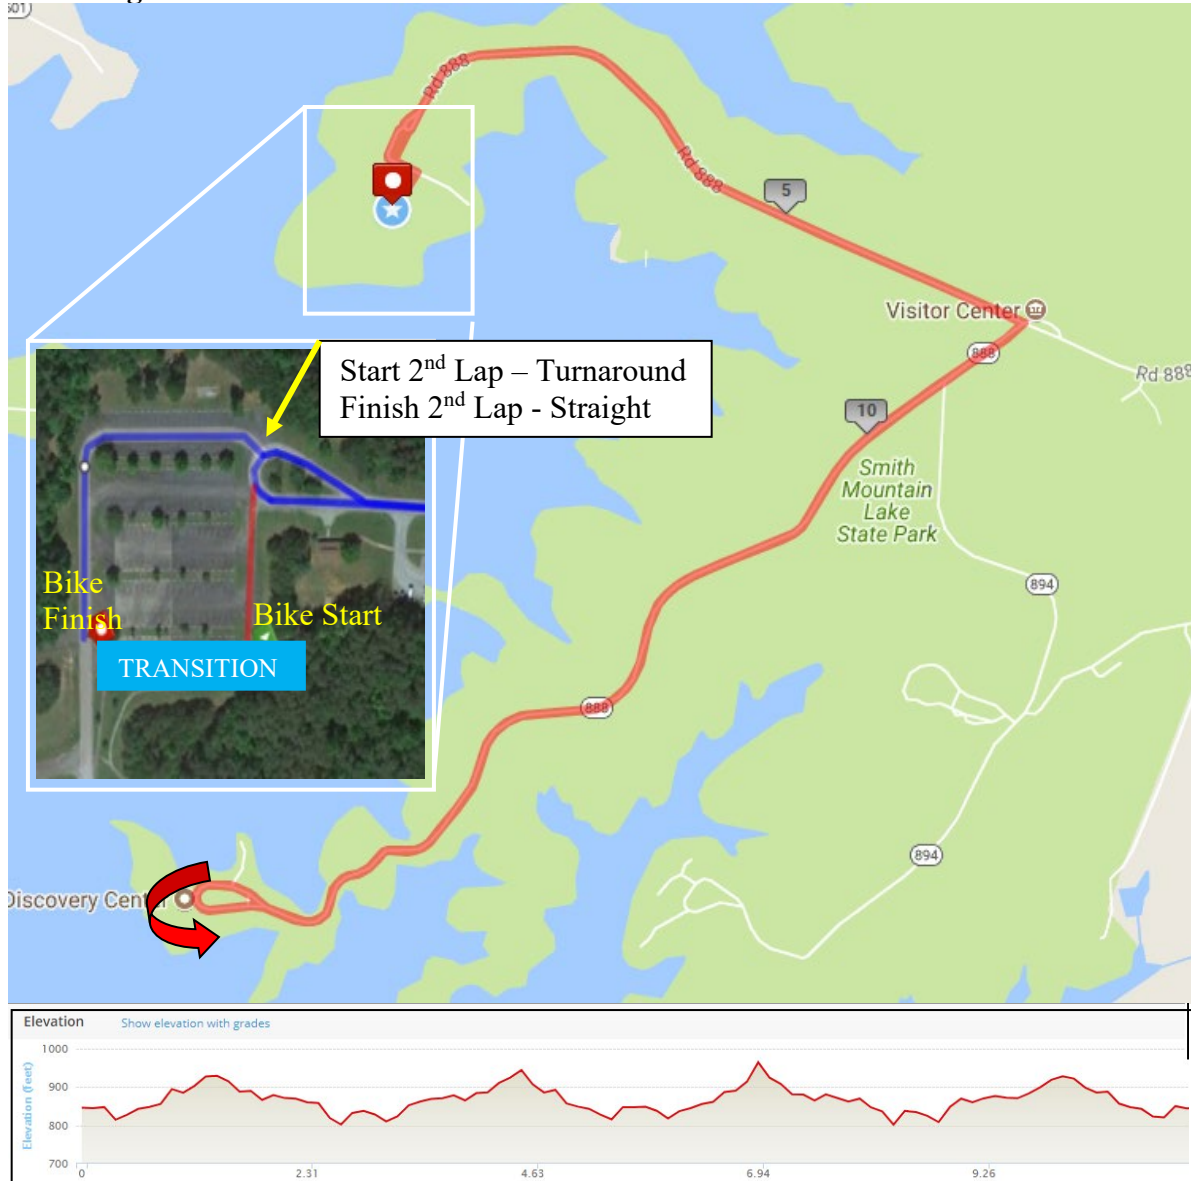 601
Rd 888
Rd 888
5
Visitor Center
888
Rd 888
Start 2nd Lap – Turnaround
Finish 2nd Lap - Straight
10
Smith
Mountain
Lake
State Park
894
Bike
Finish
Bike Start
TRANSITION
888
894
Discovery Center
Elevation
Show elevation with grades
Elevation (feet)
1000
900
800
700
0
2.31
4.63
6.94
9.26